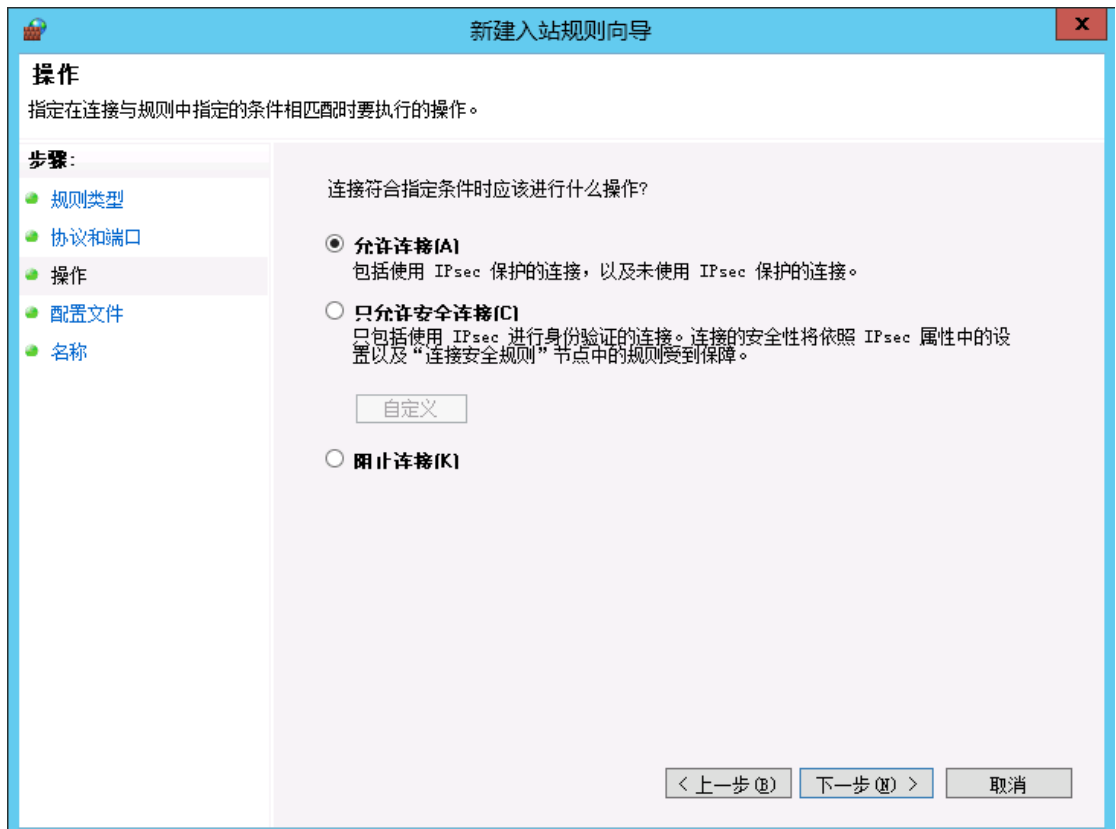 新建入站规则向导
x
操作
指定在连接与规则中指定的条件相匹配时要执行的操作。
步骤:
规则类型
协议和端口
操作
配置文件
名称
连接符合指定条件时应该进行什么操作?
允许连接(A)
包括使用 IPsec 保护的连接，以及未使用 IPsec 保护的连接。
只允许安全连接(C)
只包括使用 IPsec 进行身份验证的连接。连接的安全性将依照 IPsec 属性中的设
置以及“连接安全规则”节点中的规则受到保障。
自定义
阻止连接(K)
< 上一步(B)
下一步(N) >
取消